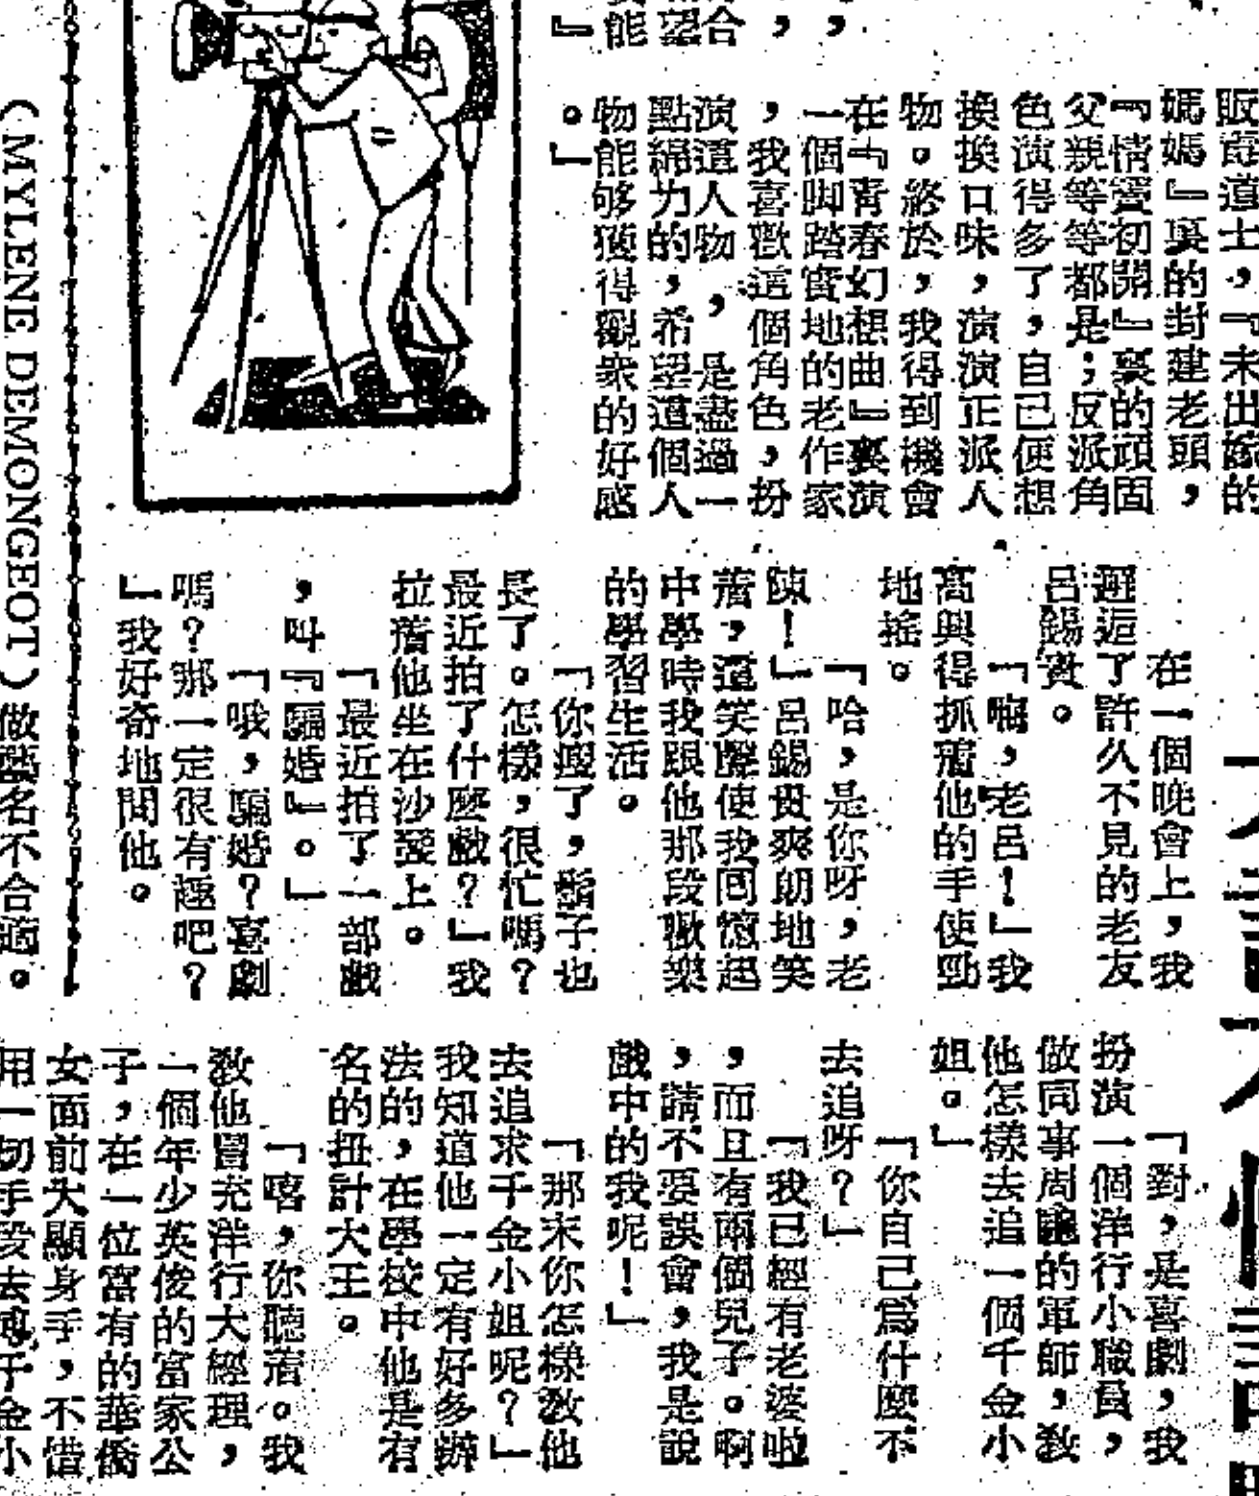 合，，
望
能
』
販賣道士，『未出嫁的
媽媽』裏的封建老頭，
『情竇初開』裏的頑固
父親等等都是；反派角
色演得多了，自己便想
換換口味，演演正派人
物。終於，我得到機會
在『青春幻想曲』裏演
一個脚踏實地的老作家
，我喜歡這個角色，扮
演這人物，是盡過一
點綿力的，希望這個人
物能够獲得觀衆的好感
。」
在一個晚會上，我
邂逅了許久不見的老友
呂錫貴。
「嗨，老呂！」我
高興得抓着他的手使勁
地搖。
「哈，是你呀，老
陳！」呂錫貴爽朗地笑
着，這笑聲使我回憶起
中學時我跟他那段歡樂
的學習生活。
「你瘦了，鬍子也
長了。怎樣，很忙嗎？
最近拍了什麽戲？」我
拉着他坐在沙發上。
「最近拍了一部戲
，叫『騙婚』。」
「哦，騙婚？喜劇
嗎？那一定很有趣吧？
」我好奇地問他。
「對，是喜劇，我
扮演一個洋行小職員，
做同事周驄的軍師，敎
他怎樣去追一個千金小
姐。」
「你自己爲什麽不
去追呀？」
「我已經有老婆啦
，而且有兩個兒子。啊
，請不要誤會，我是說
戲中的我呢！」
「那末你怎樣敎他
去追求千金小姐呢？」
我知道他一定有好多辦
法的，在學校中他是有
名的扭計大王。
「嘻，你聽着。我
敎他冒充洋行大經理，
一個年少英俊的富家公
子，在一位富有的華僑
女面前大顯身手，不惜
用一切手段去博千金小
（MYLENE DEMONGEOT）做藝名不合適。